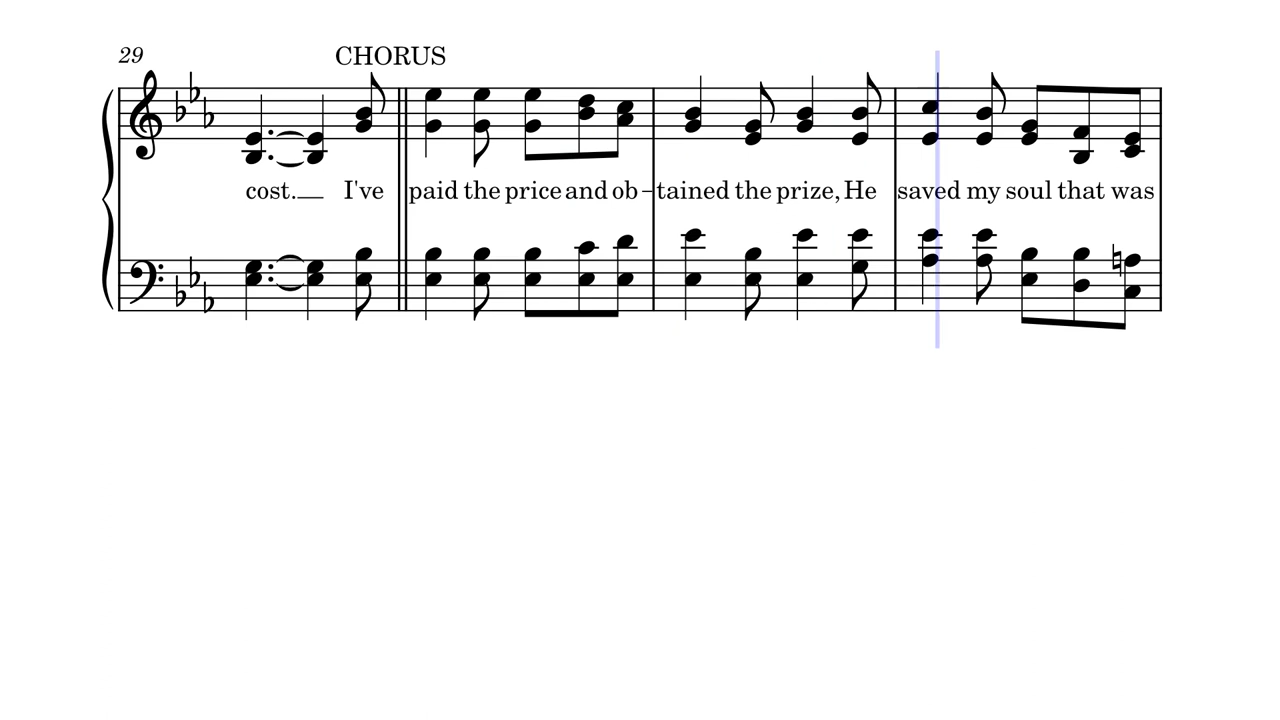 29
CHORUS
cost.__ I've paid the price and ob-tained the prize, He saved my soul that was